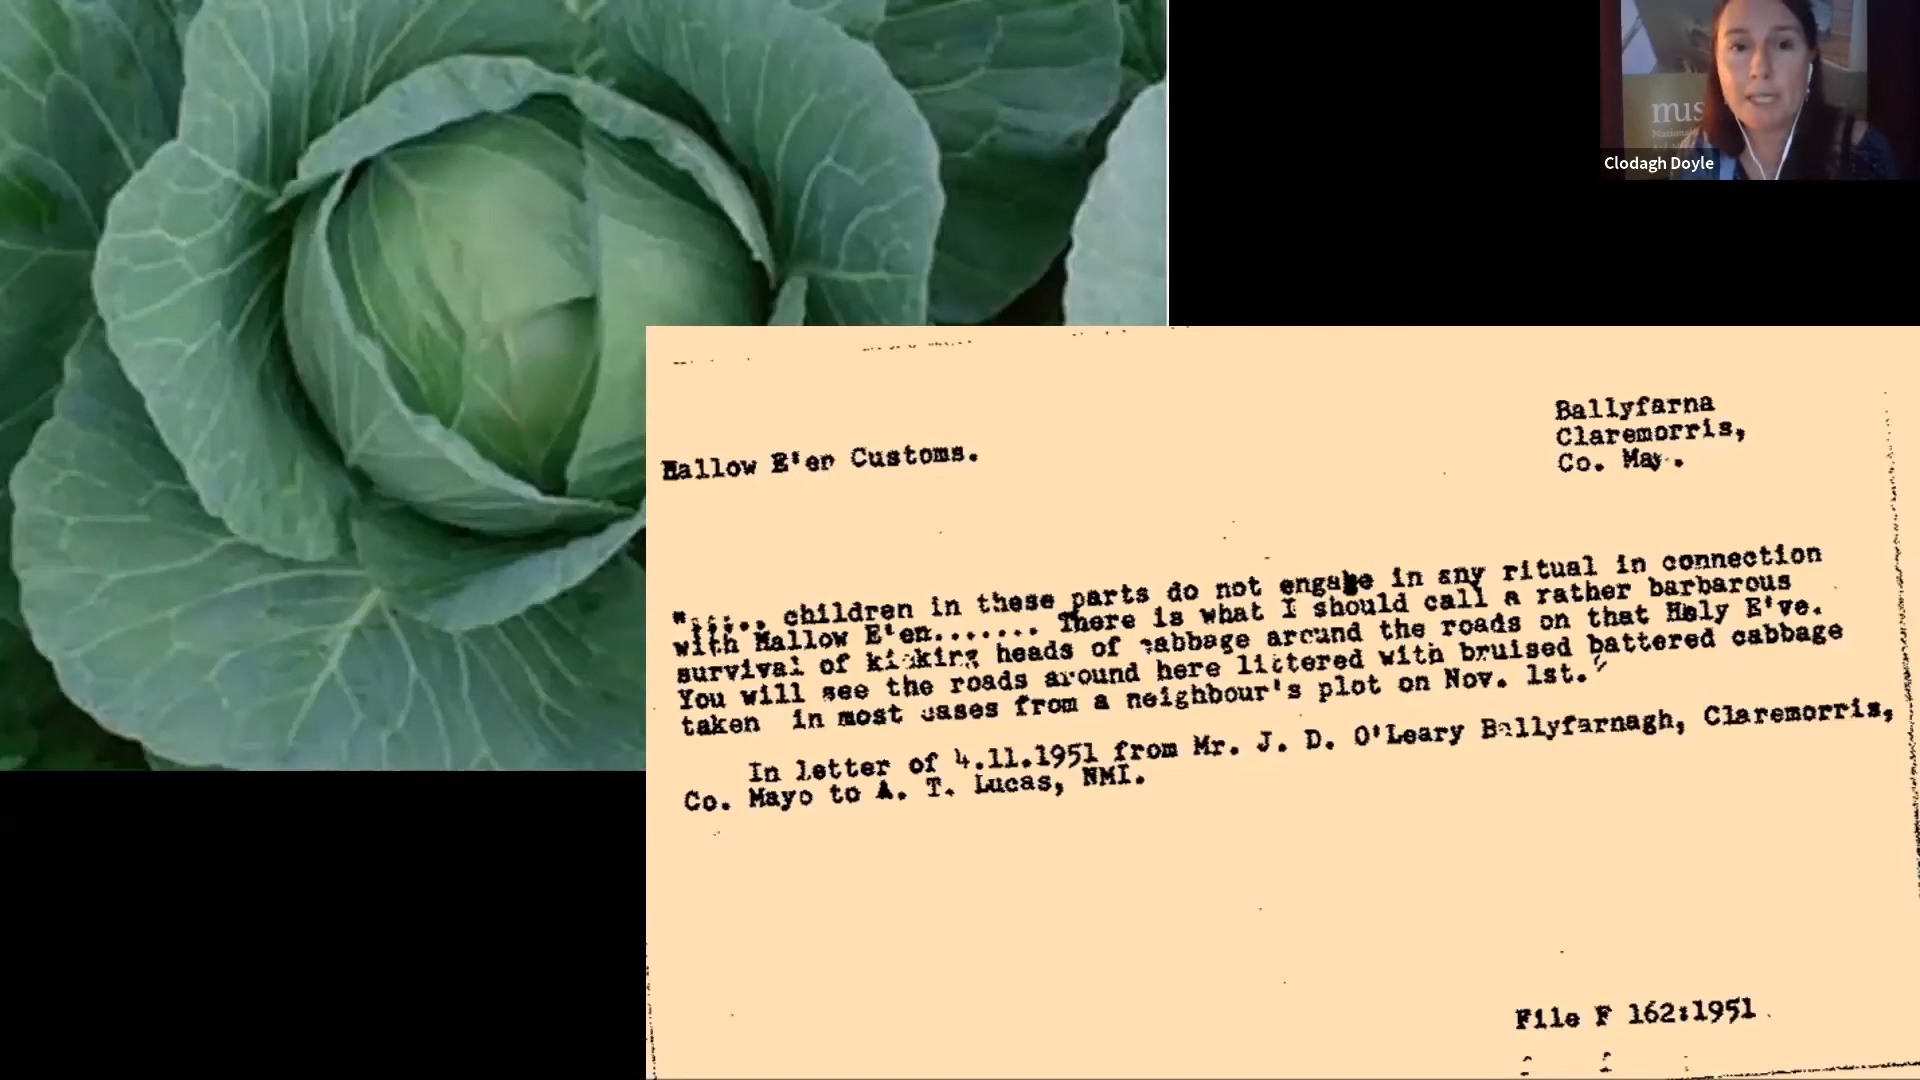 mus
Nationa
Clodagh Doyle
Ballyfarna
Claremorris,
Co. May.
Hallow E'en Customs.
"..... children in these parts do not engage in any ritual in connection
with Hallow E'en....... There is what I should call a rather barbarous
survival of kicking heads of cabbage around the roads on that Holy E've.
You will see the roads around here littered with bruised battered cabbage
taken in most cases from a neighbour's plot on Nov. 1st."
In letter of 4.11.1951 from Mr. J. D. O'Leary Ballyfarnagh, Claremorris,
Co. Mayo to A. T. Lucas, NMI.
File F 162:1951